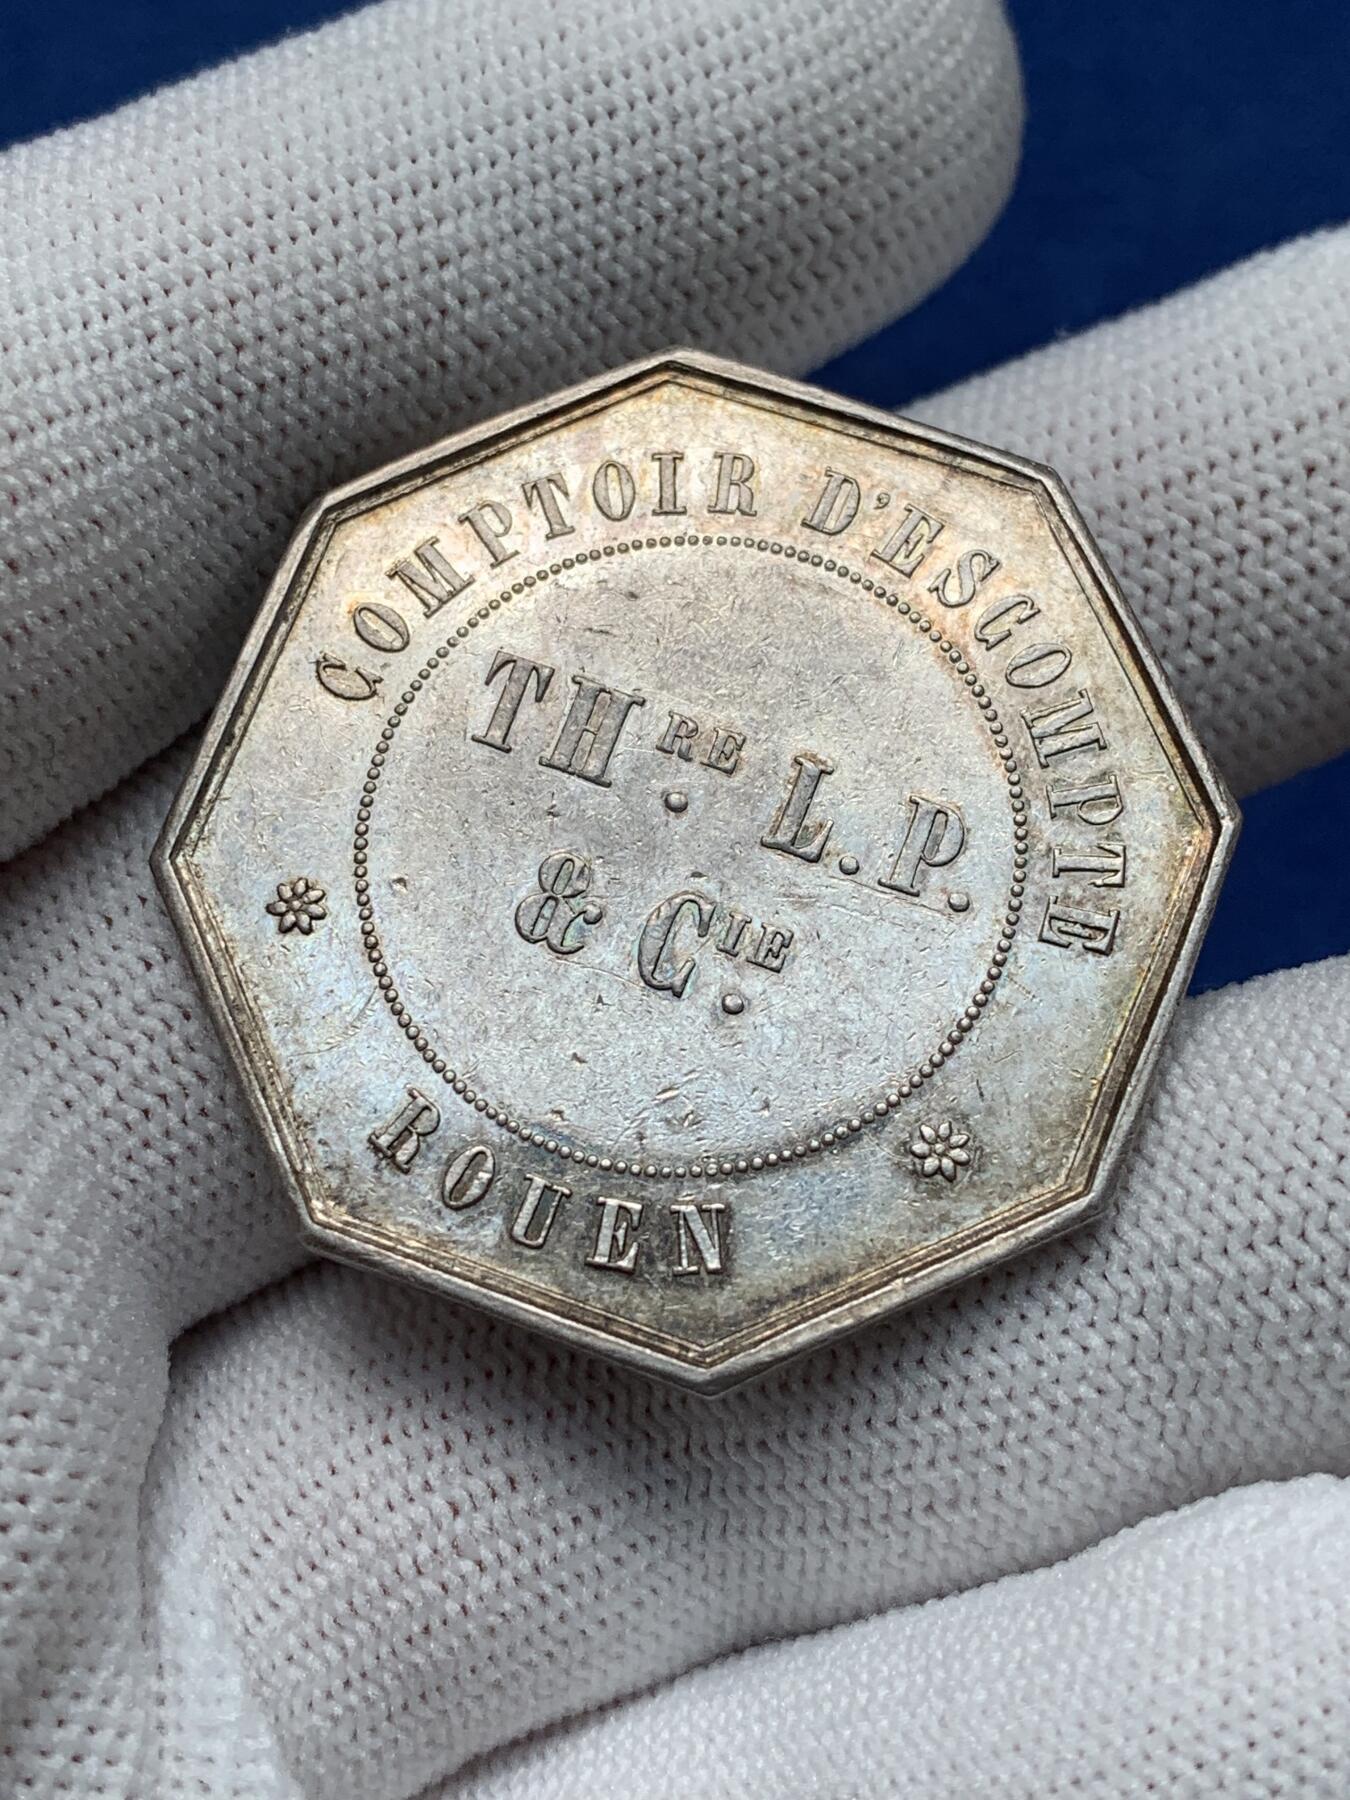 COMPTOIR D'ESCOMPTE
THRE. L.P.
& CIE.
ROUEN